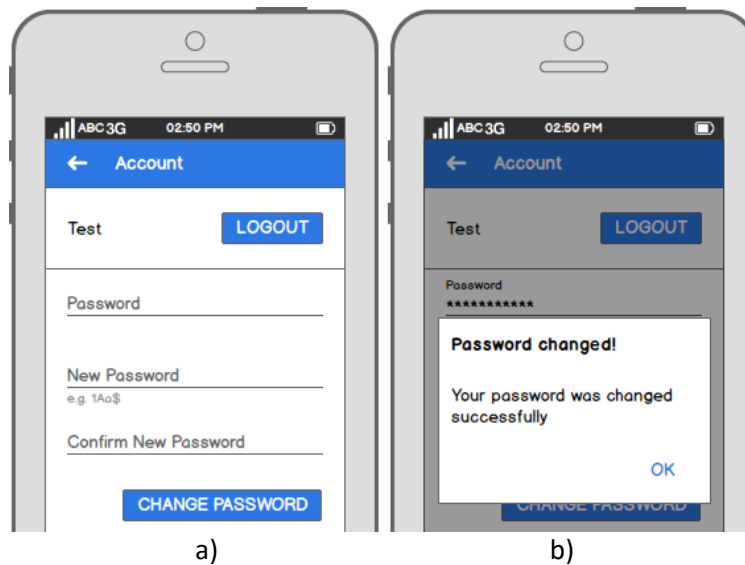 ABC 3G 02:50 PM
Account
Test LOGOUT
Password
New Password
e.g. 1Aa$
Confirm New Password
CHANGE PASSWORD
a)
ABC 3G 02:50 PM
Account
Test LOGOUT
Password
***********
Password changed!
Your password was changed
successfully
OK
CHANGE PASSWORD
b)